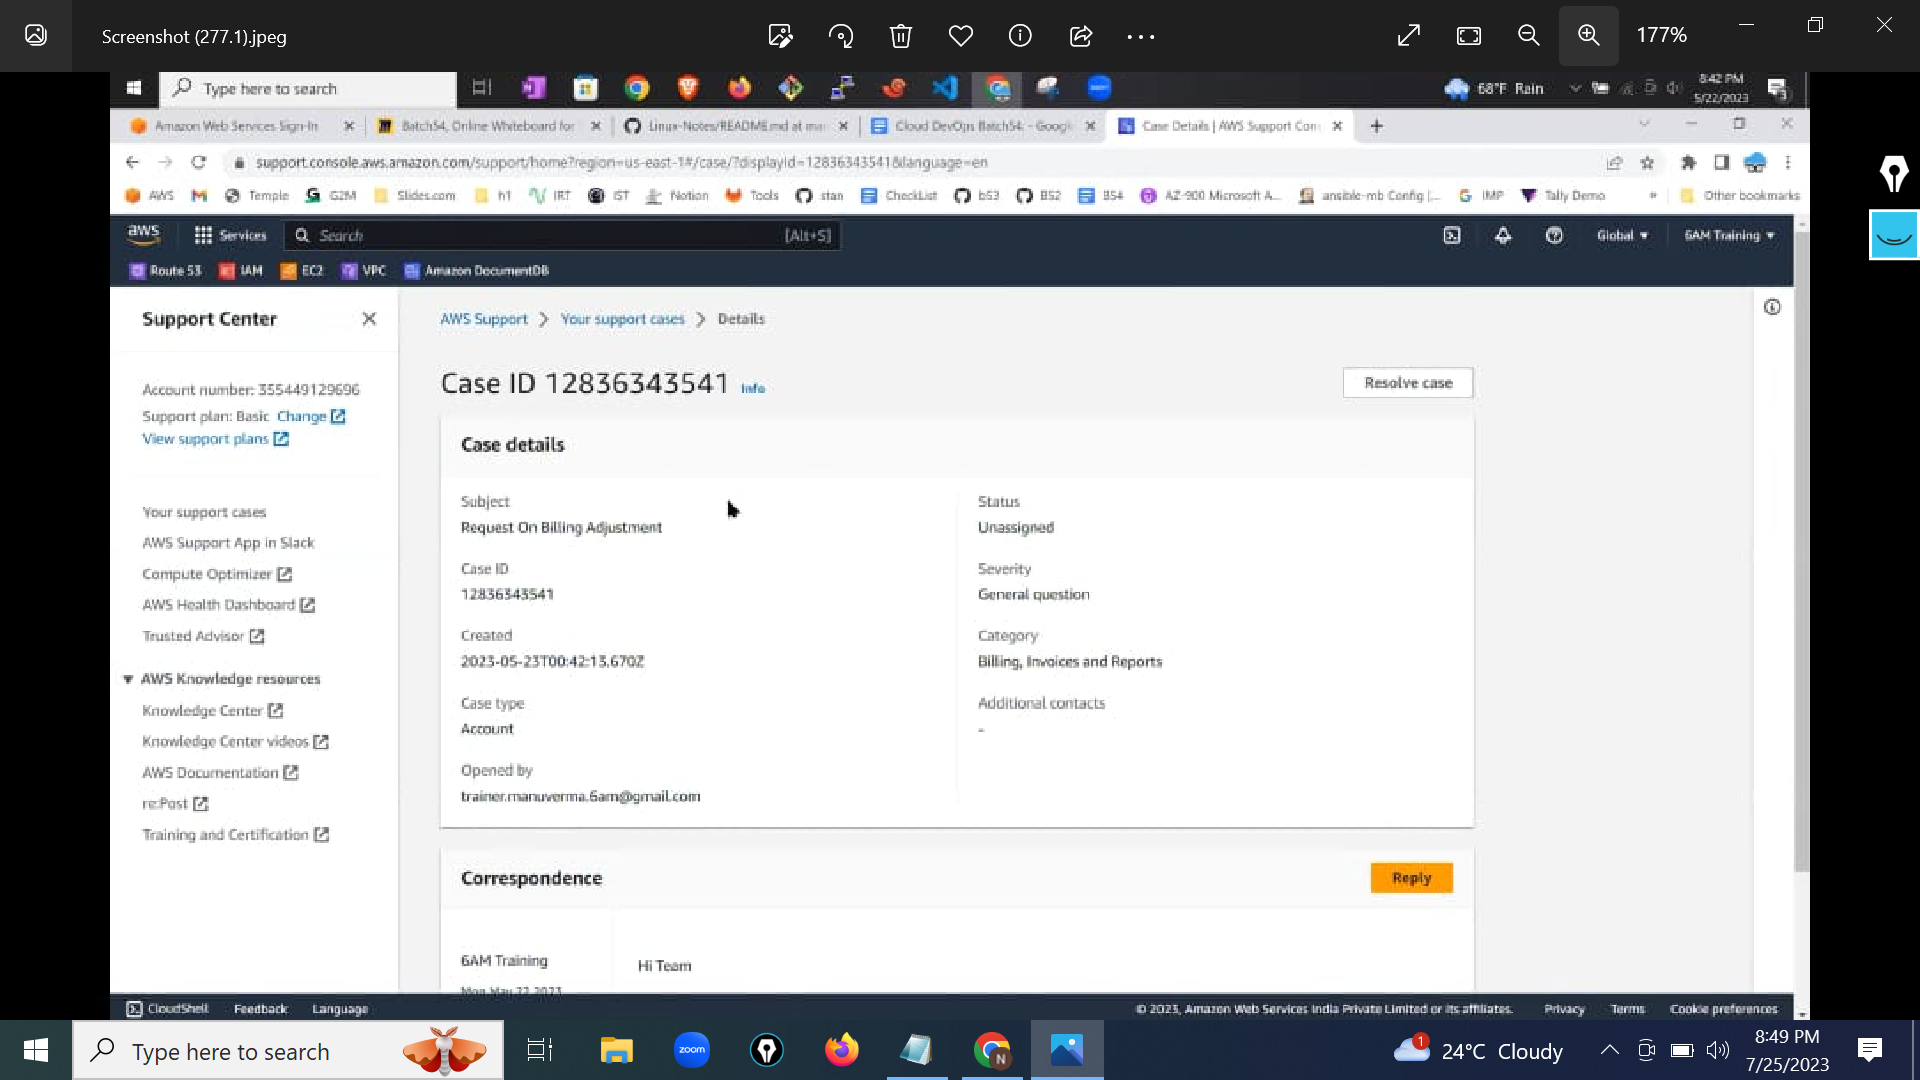 Screenshot (277.1).jpeg
177%
Type here to search
68°F Rain
8:42 PM
5/22/2023
3
Amazon Web Services Sign-In
Batch54, Online Whiteboard for
Linux-Notes/README.md at mai
Cloud DevOps Batch54: - Googl
Case Details | AWS Support Con
support.console.aws.amazon.com/support/home?region=us-east-1#/case/?displayId=12836343541&language=en
AWS
Temple
G2M
Slides.com
h1
IRT
IST
Notion
Tools
stan
CheckList
b53
B52
B54
AZ-900 Microsoft A...
ansible-mb Config |...
IMP
Tally Demo
»
Other bookmarks
aws
Services
Search
[Alt+S]
Global
6AM Training
Route 53
IAM
EC2
VPC
Amazon DocumentDB
Support Center
AWS Support > Your support cases > Details
Account number: 355449129696
Support plan: Basic Change
View support plans
Case ID 12836343541 Info
Resolve case
Case details
Your support cases
AWS Support App in Slack
Compute Optimizer
AWS Health Dashboard
Trusted Advisor
AWS Knowledge resources
Knowledge Center
Knowledge Center videos
AWS Documentation
re:Post
Training and Certification
Subject
Request On Billing Adjustment
Case ID
12836343541
Created
2023-05-23T00:42:13.670Z
Case type
Account
Opened by
trainer.manuverma.6am@gmail.com
Status
Unassigned
Severity
General question
Category
Billing, Invoices and Reports
Additional contacts
-
Correspondence
Reply
6AM Training
Mon May 22 2023
Hi Team
CloudShell
Feedback
Language
© 2023, Amazon Web Services India Private Limited or its affiliates.
Privacy
Terms
Cookie preferences
Type here to search
zoom
N
1
24°C Cloudy
8:49 PM
7/25/2023